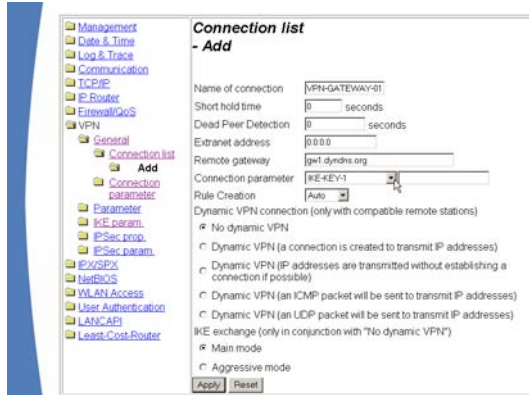 Management
Date & Time
Log & Trace
Communication
TCP/IP
IP Router
Firewall/QoS
VPN
General
Connection list
Add
Connection
parameter
Parameter
IKE param.
IPSec prop.
IPSec param.
IPX/SPX
NetBIOS
WLAN Access
User Authentication
LANCAPI
Least-Cost-Router
Connection list
- Add
Name of connection VPN-GATEWAY-01
Short hold time 0 seconds
Dead Peer Detection 0 seconds
Extranet address 0.0.0.0
Remote gateway gw1.dyndns.org
Connection parameter IKE-KEY-1
Rule Creation Auto
Dynamic VPN connection (only with compatible remote stations)
No dynamic VPN
Dynamic VPN (a connection is created to transmit IP addresses)
Dynamic VPN (IP addresses are transmitted without establishing a
connection if possible)
Dynamic VPN (an ICMP packet will be sent to transmit IP addresses)
Dynamic VPN (an UDP packet will be sent to transmit IP addresses)
IKE exchange (only in conjunction with "No dynamic VPN")
Main mode
Aggressive mode
Apply Reset